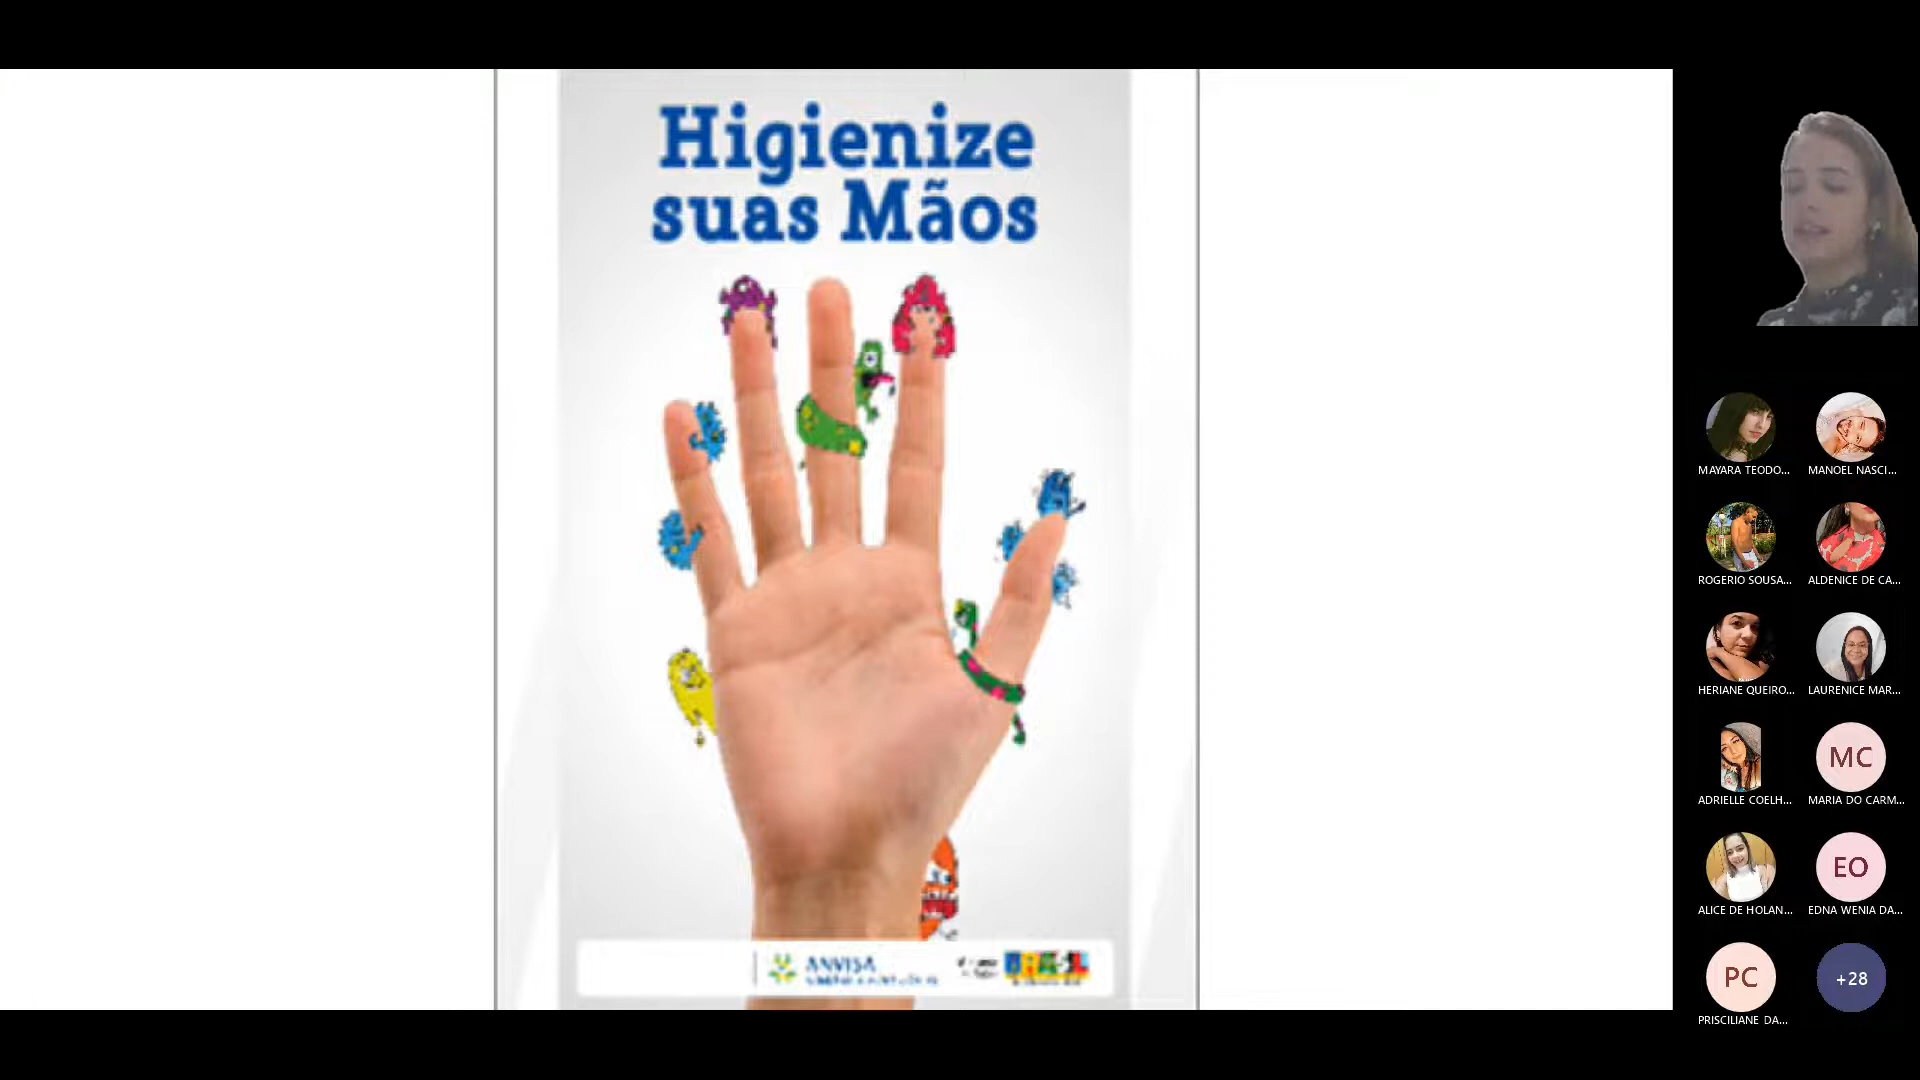 Higienize
suas Mãos
ANVISA
BRASIL
MAYARA TEODO...
MANOEL NASCI...
ROGERIO SOUSA...
ALDENICE DE CA...
HERIANE QUEIRO...
LAURENICE MAR...
ADRIELLE COELH...
MC
MARIA DO CARM...
ALICE DE HOLAN...
EO
EDNA WENIA DA...
PC
PRISCILIANE DA...
+28